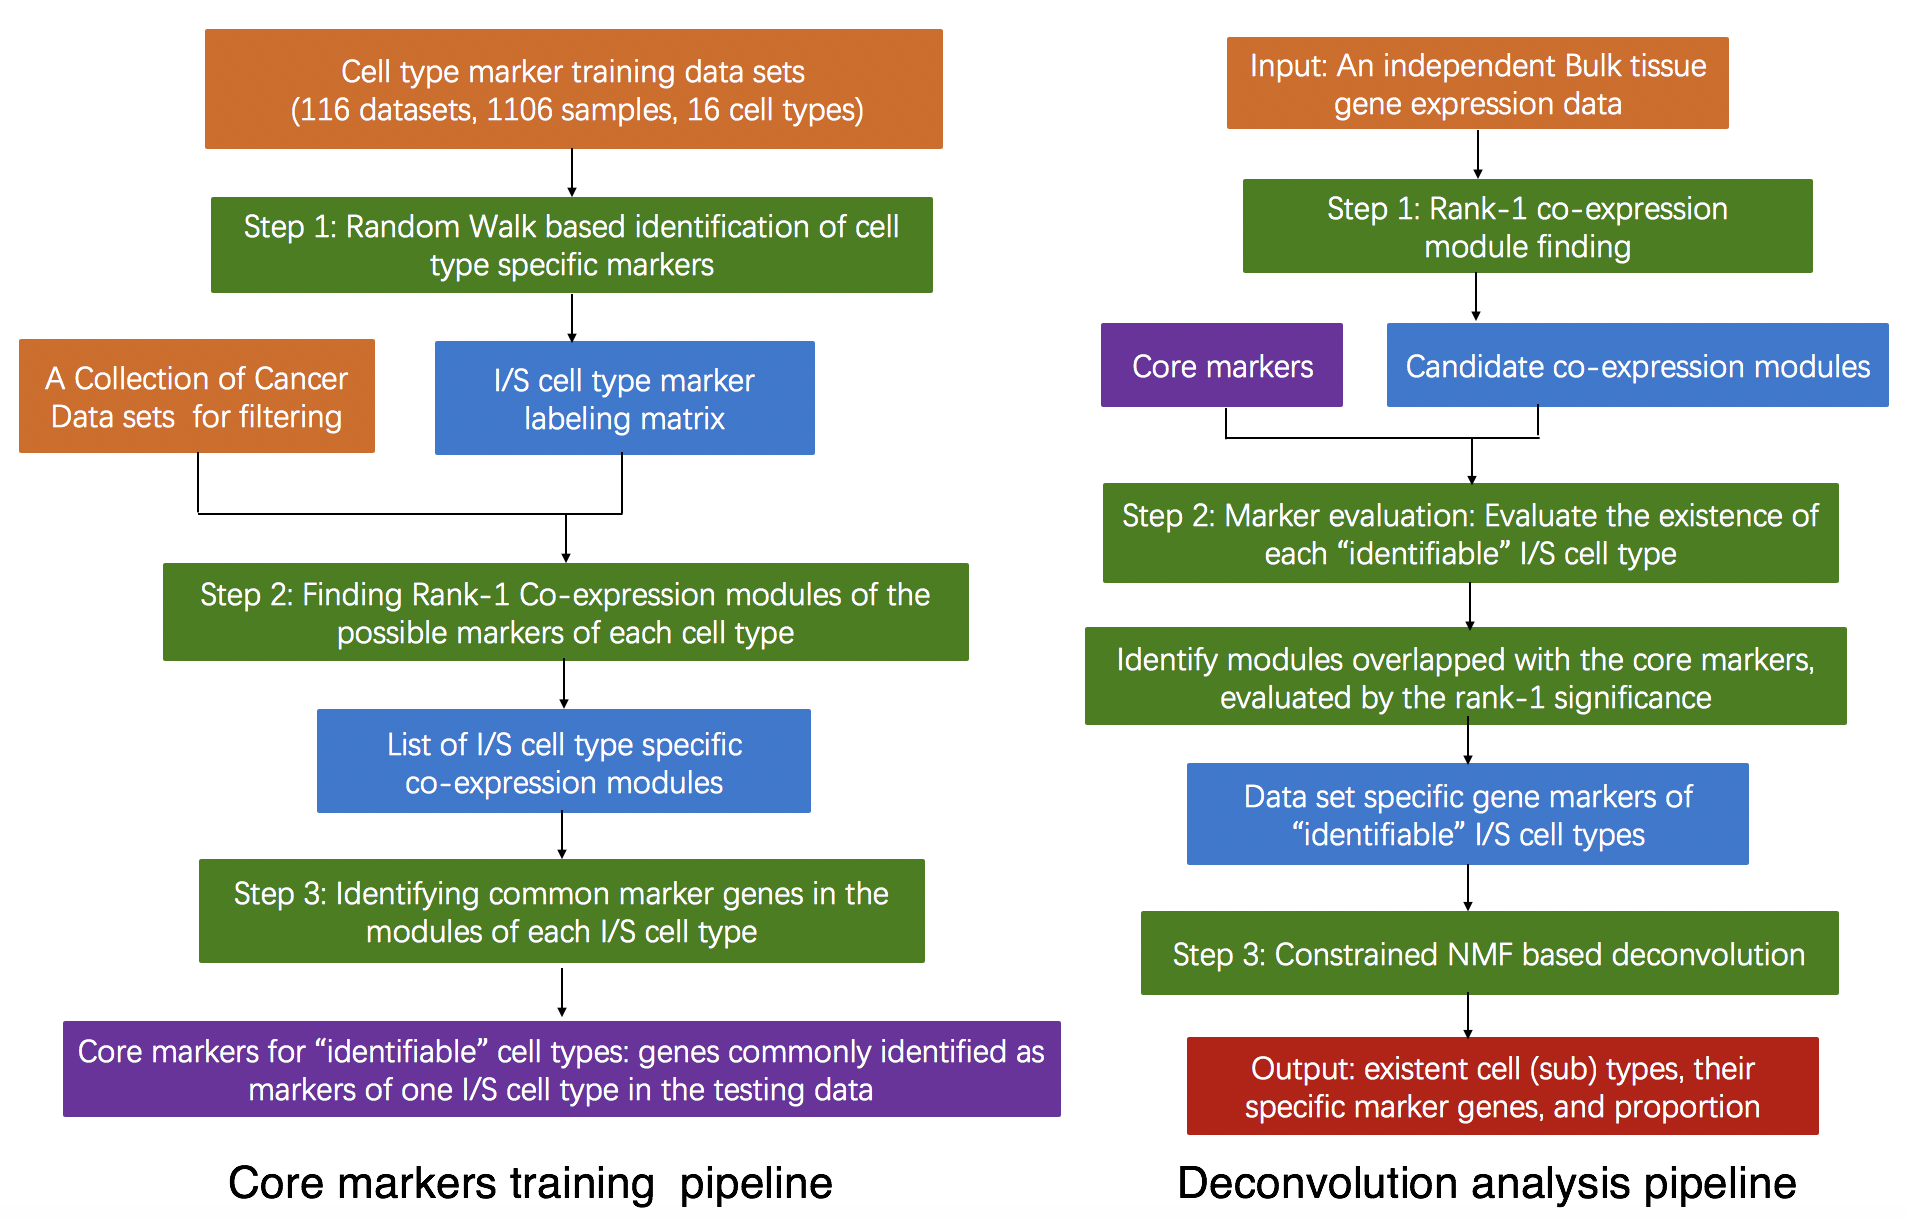 Cell type marker training data sets
(116 datasets, 1106 samples, 16 cell types)
Step 1: Random Walk based identification of cell
type specific markers
A Collection of Cancer
Data sets  for filtering
I/S cell type marker
labeling matrix
Step 2: Finding Rank-1 Co-expression modules of the
possible markers of each cell type
List of I/S cell type specific
co-expression modules
Step 3: Identifying common marker genes in the
modules of each I/S cell type
Core markers for “identifiable” cell types: genes commonly identified as
markers of one I/S cell type in the testing data
Core markers training  pipeline
Input: An independent Bulk tissue
gene expression data
Step 1: Rank-1 co-expression
module finding
Core markers
Candidate co-expression modules
Step 2: Marker evaluation: Evaluate the existence of
each “identifiable” I/S cell type
Identify modules overlapped with the core markers,
evaluated by the rank-1 significance
Data set specific gene markers of
“identifiable” I/S cell types
Step 3: Constrained NMF based deconvolution
Output: existent cell (sub) types, their
specific marker genes, and proportion
Deconvolution analysis pipeline